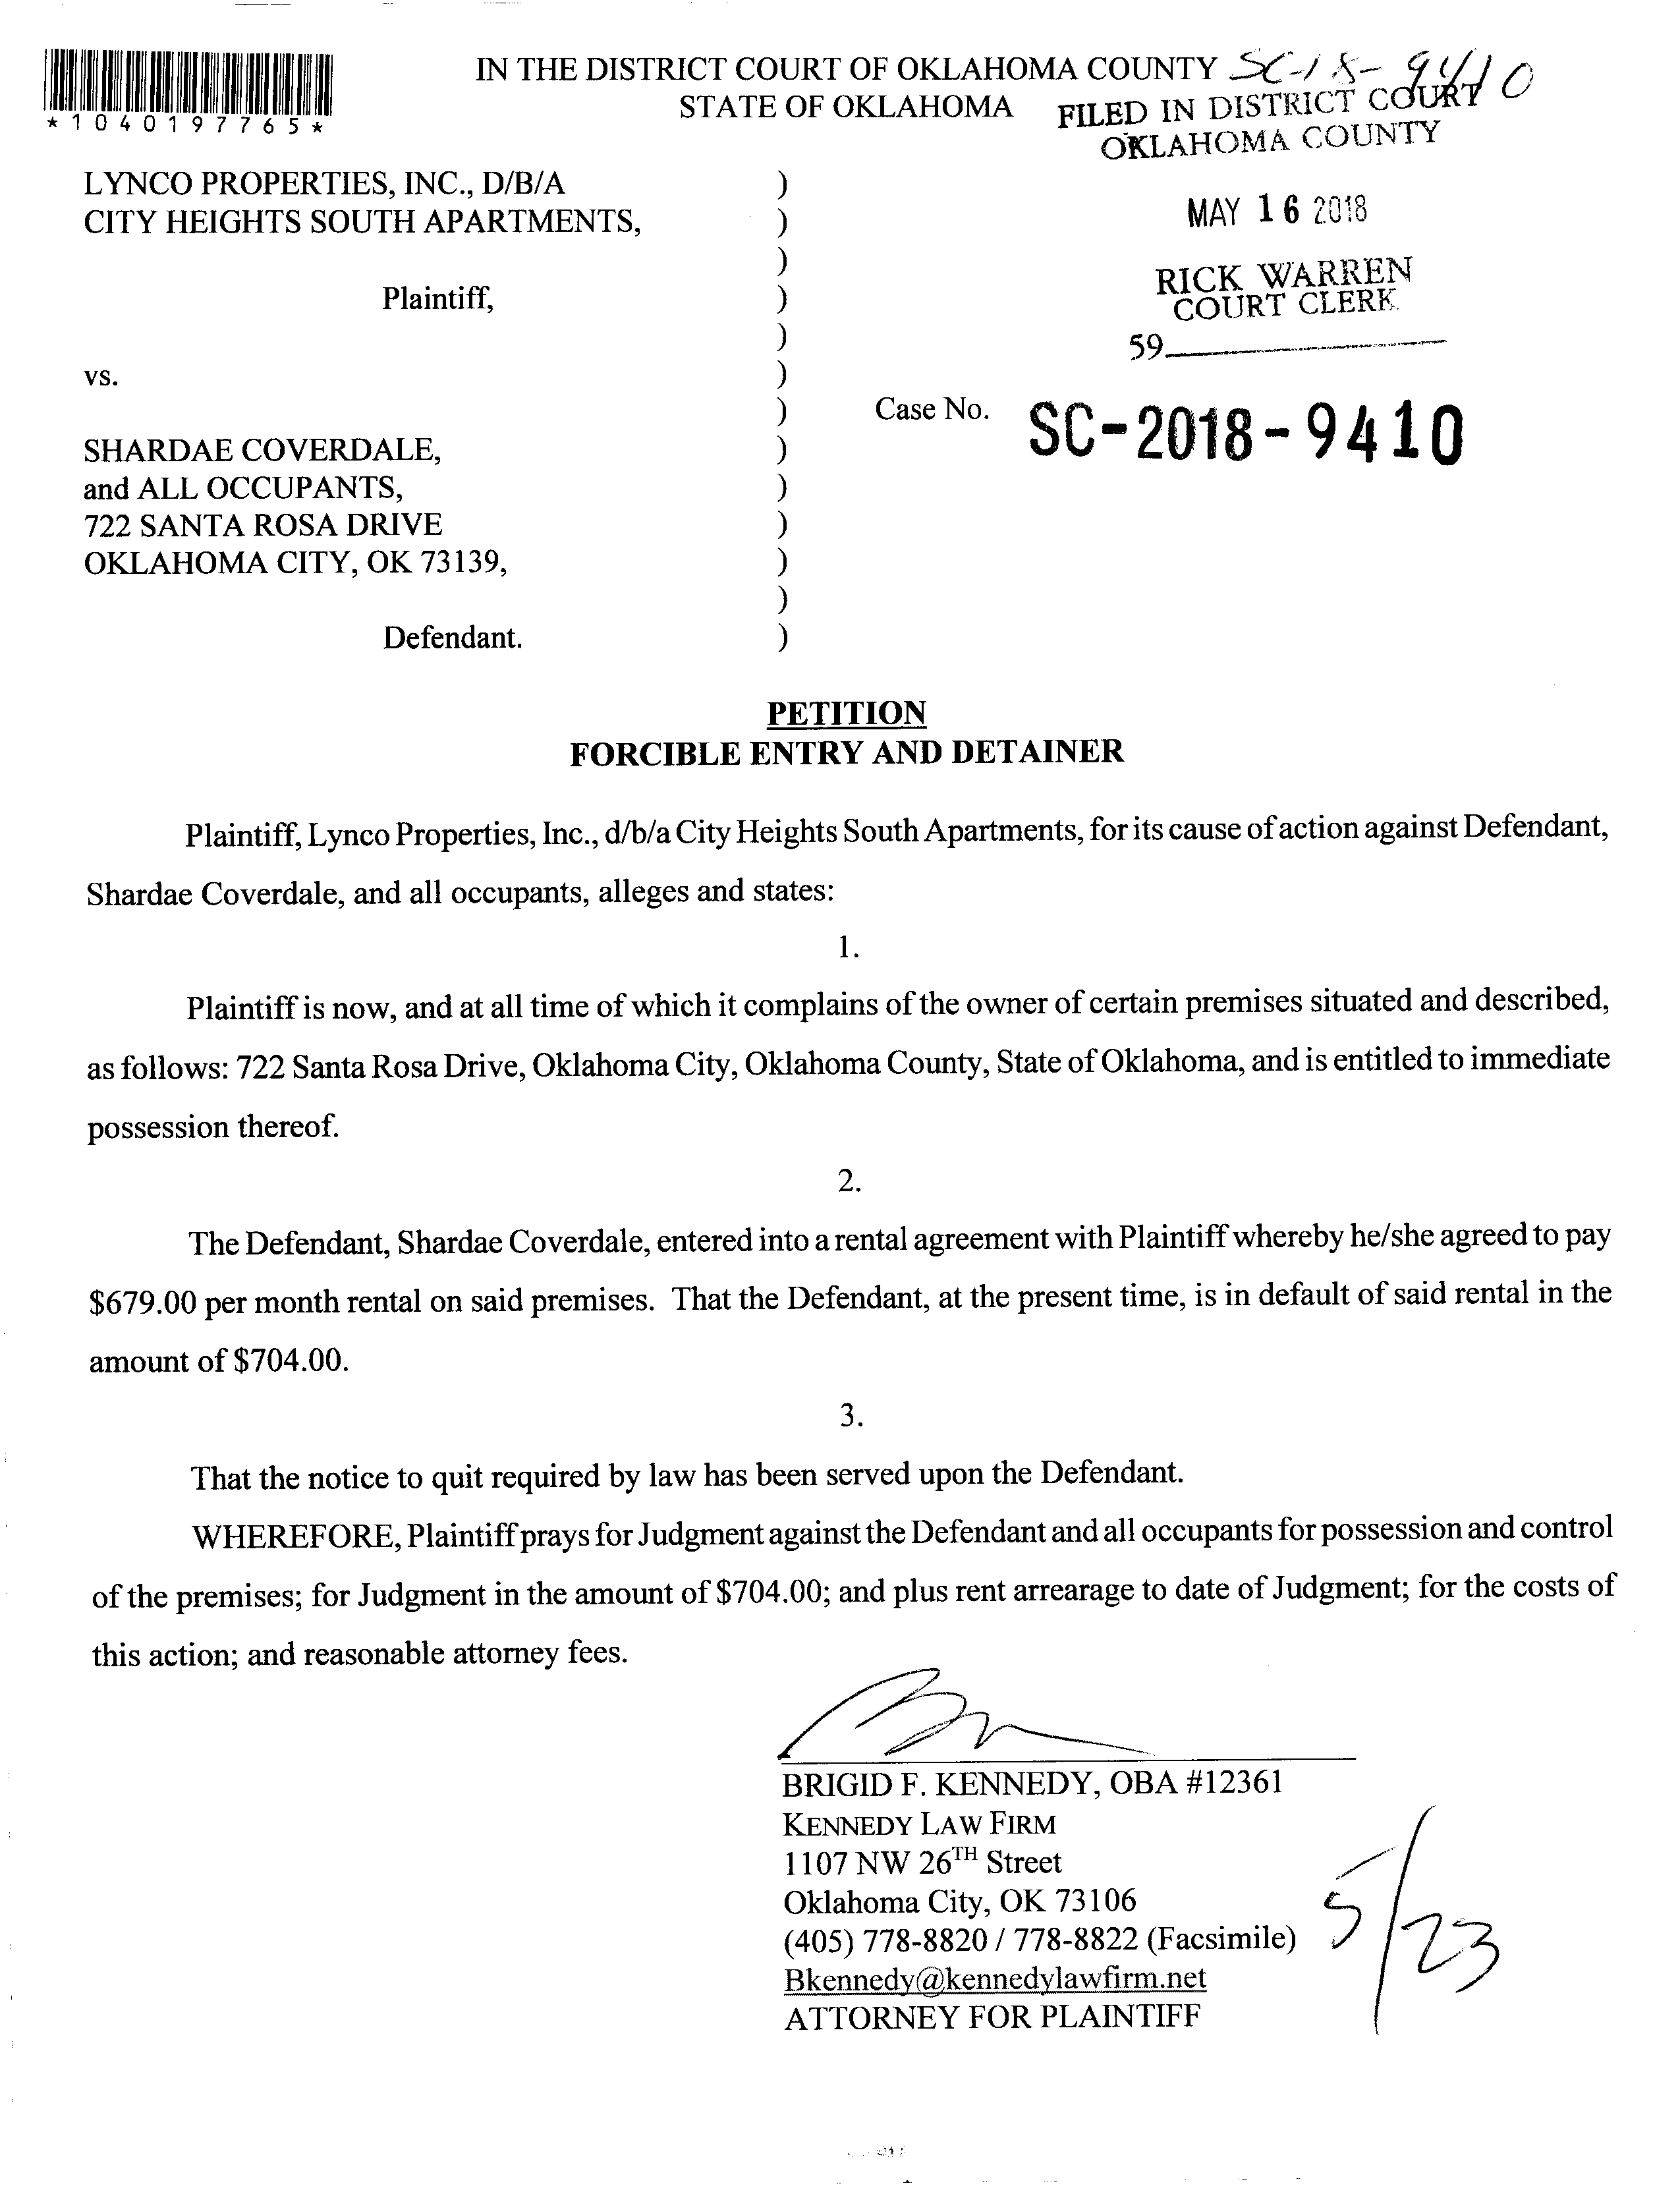 *1040197765*
IN THE DISTRICT COURT OF OKLAHOMA COUNTY SC-18-9410
STATE OF OKLAHOMA
FILED IN DISTRICT COURT
OKLAHOMA COUNTY
LYNCO PROPERTIES, INC., D/B/A )
CITY HEIGHTS SOUTH APARTMENTS, )
)
Plaintiff, )
)
vs. )
)
SHARDAE COVERDALE, )
and ALL OCCUPANTS, )
722 SANTA ROSA DRIVE )
OKLAHOMA CITY, OK 73139, )
)
Defendant. )
MAY 16 2018
RICK WARREN
COURT CLERK
59
Case No. SC-2018-9410
PETITION
FORCIBLE ENTRY AND DETAINER
Plaintiff, Lynco Properties, Inc., d/b/a City Heights South Apartments, for its cause of action against Defendant,
Shardae Coverdale, and all occupants, alleges and states:
1.
Plaintiff is now, and at all time of which it complains of the owner of certain premises situated and described,
as follows: 722 Santa Rosa Drive, Oklahoma City, Oklahoma County, State of Oklahoma, and is entitled to immediate
possession thereof.
2.
The Defendant, Shardae Coverdale, entered into a rental agreement with Plaintiff whereby he/she agreed to pay
$679.00 per month rental on said premises. That the Defendant, at the present time, is in default of said rental in the
amount of $704.00.
3.
That the notice to quit required by law has been served upon the Defendant.
WHEREFORE, Plaintiff prays for Judgment against the Defendant and all occupants for possession and control
of the premises; for Judgment in the amount of $704.00; and plus rent arrearage to date of Judgment; for the costs of
this action; and reasonable attorney fees.
BRIGID F. KENNEDY, OBA #12361
KENNEDY LAW FIRM
1107 NW 26TH Street
Oklahoma City, OK 73106
(405) 778-8820 / 778-8822 (Facsimile)
Bkennedy@kennedylawfirm.net
ATTORNEY FOR PLAINTIFF
5/23